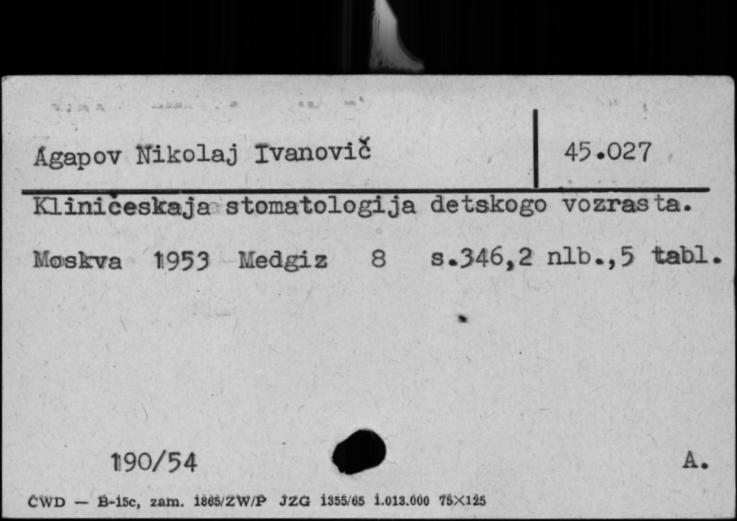 Agapov Nikolaj Ivanovič
45.027
Kliničeskaja stomatologija detskogo vozrasta.
Moskva 1953 Medgiz 8 s.346,2 nlb.,5 tabl.
190/54
A.
CWD — B-15c, zam. 1865/ZW/P JZG 1355/65 1.013.000 75×125